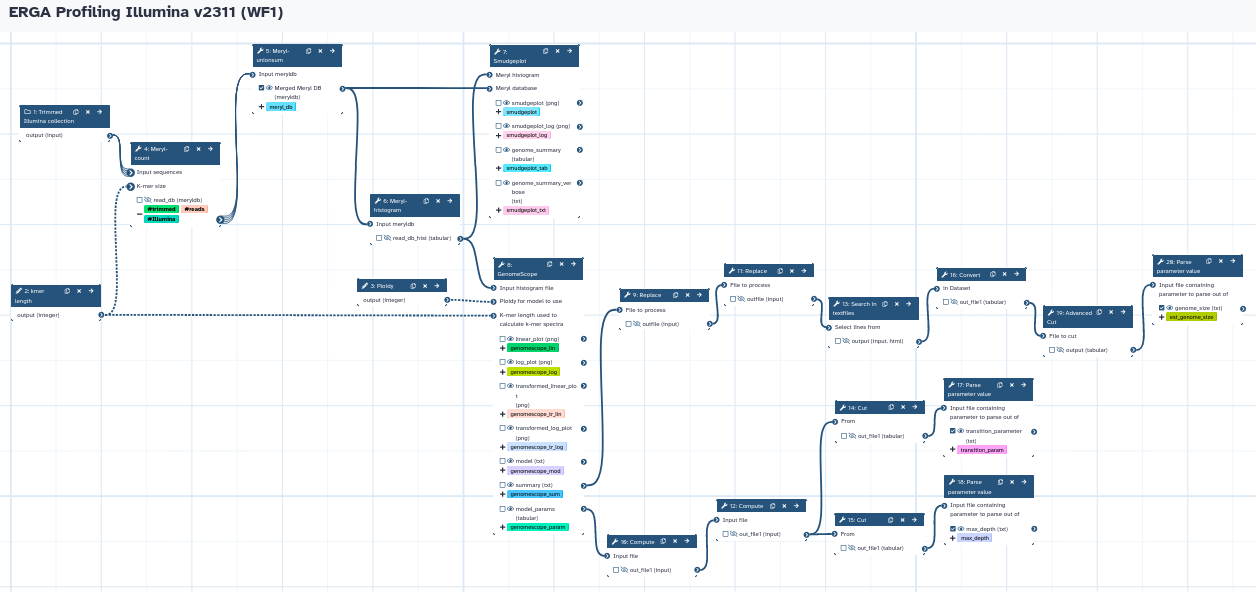 ERGA Profiling Illumina v2311 (WF1)
1: Trimmed
Illumina collection
output (input)
2: kmer
length
output (integer)
4: Meryl-
count
Input sequences
K-mer size
read_db (meryldb)
#trimmed #reads
#illumina
5: Meryl-
unionsum
Input meryldb
Merged Meryl DB
(meryldb)
meryl_db
6: Meryl-
histogram
Input meryldb
read_db_hist (tabular)
3: Ploidy
output (integer)
7:
Smudgeplot
Meryl histogram
Meryl database
smudgeplot (png)
smudgeplot
smudgeplot_log (png)
smudgeplot_log
genome_summary
(tabular)
smudgeplot_tab
genome_summary_ver
bose
(txt)
smudgeplot_txt
8:
GenomeScope
Input histogram file
Ploidy for model to use
K-mer length used to
calculate k-mer spectra
linear_plot (png)
genomescope_lin
log_plot (png)
genomescope_log
transformed_linear_plo
t
(png)
genomescope_tr_lin
transformed_log_plot
(png)
genomescope_tr_log
model (txt)
genomescope_mod
summary (txt)
genomescope_sum
model_params
(tabular)
genomescope_param
9: Replace
File to process
outfile (input)
11: Replace
File to process
outfile (input)
13: Search in
textfiles
Select lines from
output (input, html)
16: Convert
in Dataset
out_file1 (tabular)
19: Advanced
Cut
File to cut
output (tabular)
20: Parse
parameter value
Input file containing
parameter to parse out of
genome_size (txt)
est_genome_size
10: Compute
Input file
out_file1 (input)
12: Compute
Input file
out_file1 (input)
14: Cut
From
out_file1 (tabular)
17: Parse
parameter value
Input file containing
parameter to parse out of
transition_parameter
(txt)
transition_param
15: Cut
From
out_file1 (tabular)
18: Parse
parameter value
Input file containing
parameter to parse out of
max_depth (txt)
max_depth